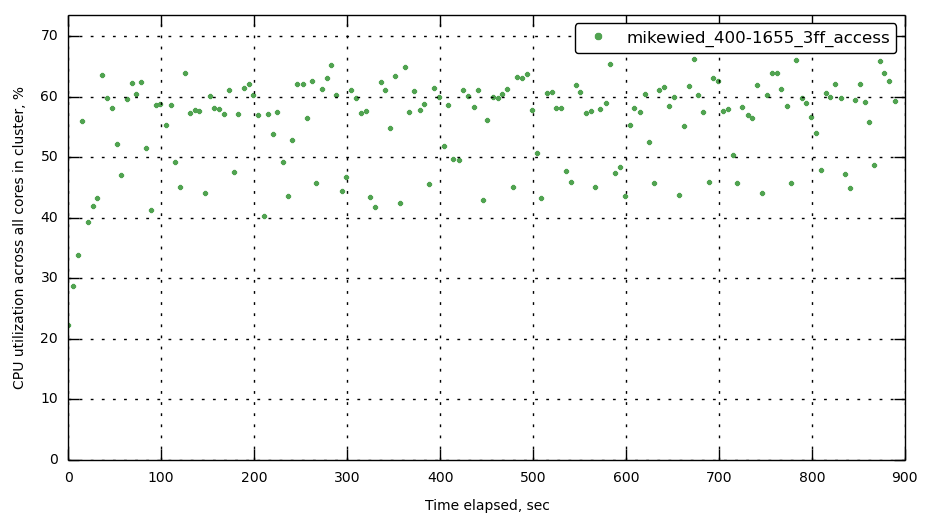 mikewied_400-1655_3ff_access
CPU utilization across all cores in cluster, %
70
60
50
40
30
20
10
0
0 100 200 300 400 500 600 700 800 900
Time elapsed, sec